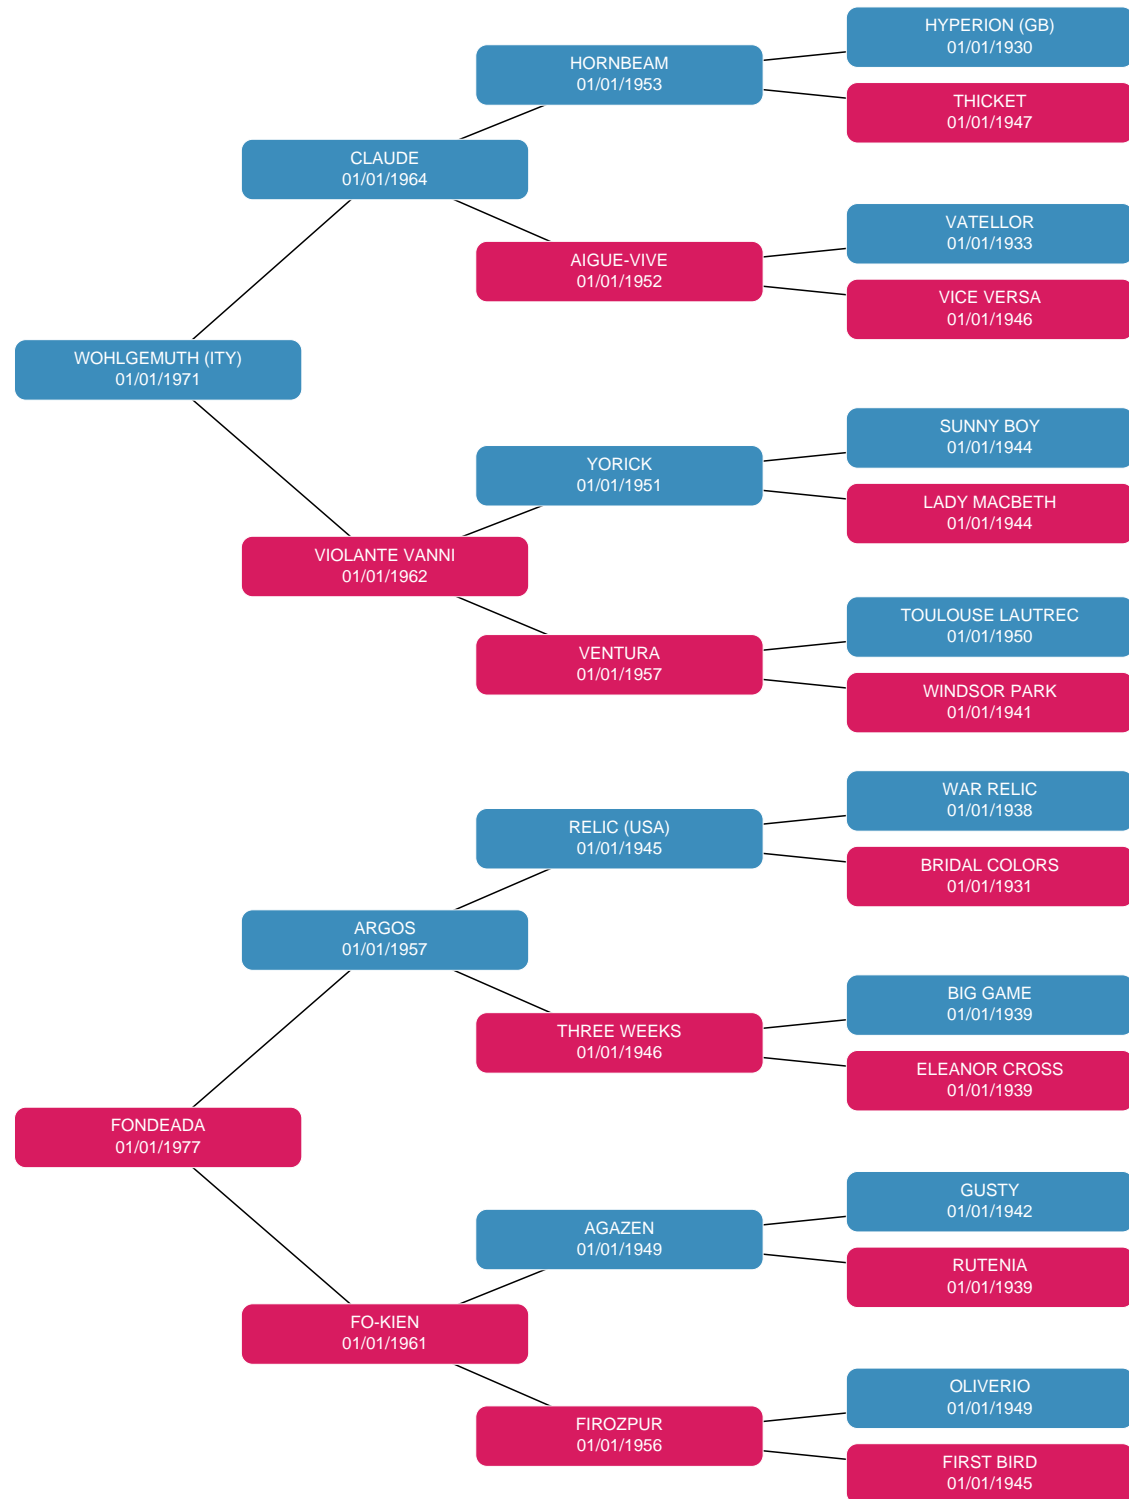 HYPERION (GB)
01/01/1930
HORNBEAM
01/01/1953
THICKET
01/01/1947
CLAUDE
01/01/1964
VATELLOR
01/01/1933
AIGUE-VIVE
01/01/1952
VICE VERSA
01/01/1946
WOHLGEMUTH (ITY)
01/01/1971
SUNNY BOY
01/01/1944
YORICK
01/01/1951
LADY MACBETH
01/01/1944
VIOLANTE VANNI
01/01/1962
TOULOUSE LAUTREC
01/01/1950
VENTURA
01/01/1957
WINDSOR PARK
01/01/1941
WAR RELIC
01/01/1938
RELIC (USA)
01/01/1945
BRIDAL COLORS
01/01/1931
ARGOS
01/01/1957
BIG GAME
01/01/1939
THREE WEEKS
01/01/1946
ELEANOR CROSS
01/01/1939
FONDEADA
01/01/1977
GUSTY
01/01/1942
AGAZEN
01/01/1949
RUTENIA
01/01/1939
FO-KIEN
01/01/1961
OLIVERIO
01/01/1949
FIROZPUR
01/01/1956
FIRST BIRD
01/01/1945